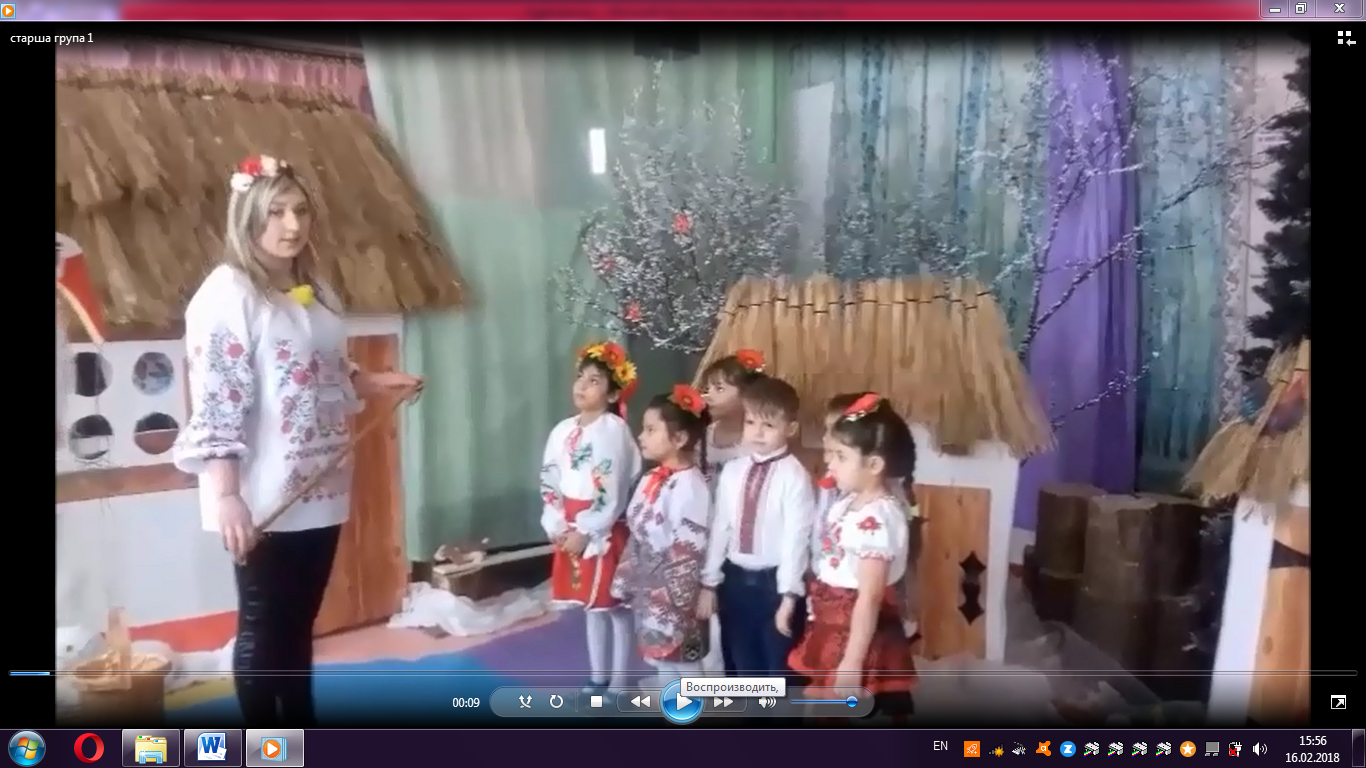 старша група 1
00:09
Воспроизводить,
EN
15:56
16.02.2018